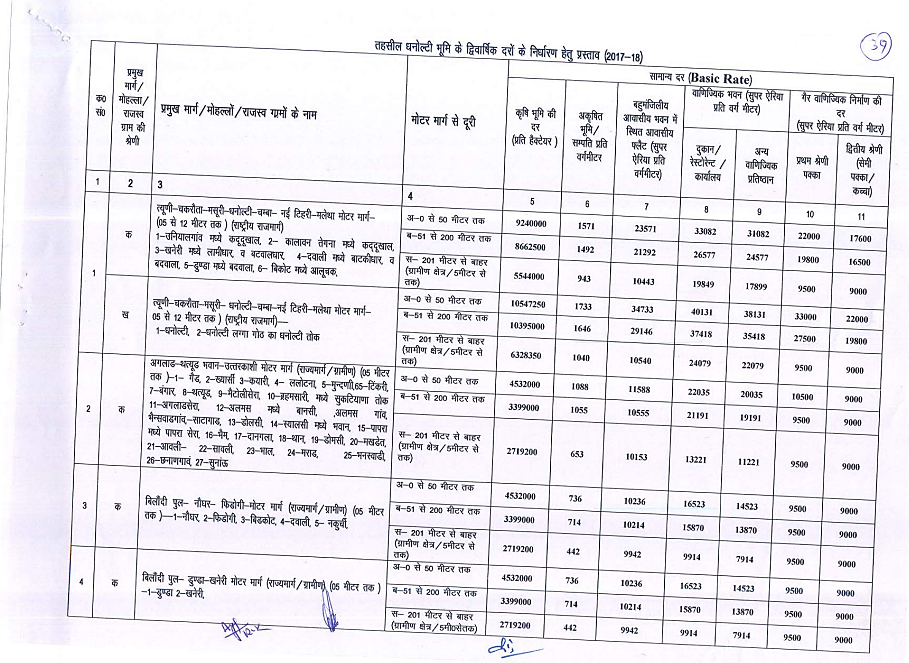 39
तहसील धनोल्टी भूमि के द्विवार्षिक दरों के निर्धारण हेतु प्रस्ताव (2017-18)
क0 सं0
प्रमुख मार्ग/ मोहल्ला/ राजस्व ग्राम की श्रेणी
प्रमुख मार्ग/मोहल्लों/राजस्व ग्रामों के नाम
मोटर मार्ग से दूरी
सामान्य दर (Basic Rate)
कृषि भूमि की दर (प्रति हैक्टेयर )
अकृषित भूमि/ सम्पति प्रति वर्गमीटर
बहुमंजिलीय आवासीय भवन में स्थित आवासीय फ्लैट (सुपर ऐरिया प्रति वर्गमीटर)
वाणिज्यिक भवन (सुपर ऐरिया प्रति वर्ग मीटर)
गैर वाणिज्यिक निर्माण की दर (सुपर ऐरिया प्रति वर्ग मीटर)
दुकान/ रेस्टोरेन्ट / कार्यालय
अन्य वाणिज्यिक प्रतिष्ठान
प्रथम श्रेणी पक्का
द्वितीय श्रेणी (सेमी पक्का/ कच्चा)
1 2 3 4 5 6 7 8 9 10 11
1
क
त्यूणी-चकरौता-मसूरी-धनोल्टी-चम्बा- नई टिहरी-मलेथा मोटर मार्ग-
(05 से 12 मीटर तक ) (राष्ट्रीय राजमार्ग)
1-उनियालगांव मध्ये कद्दूखाल, 2- कालावन तेगना मध्ये कद्दूखाल,
3-खनेरी मध्ये लामीधार, व बटवालधार, 4-दवाली मध्ये बाटकीधार, व
बदवाला, 5-डुण्डा मध्ये बदवाला, 6- बिकोट मध्ये आलूचक,
अ-0 से 50 मीटर तक 9240000 1571 23571 33082 31082 22000 17600
ब-51 से 200 मीटर तक 8662500 1492 21292 26577 24577 19800 16500
स- 201 मीटर से बाहर (ग्रामीण क्षेत्र/5मीटर से तक) 5544000 943 10443 19849 17899 9500 9000
ख
त्यूणी-चकरौता-मसूरी- धनोल्टी-चम्बा-नई टिहरी-मलेथा मोटर मार्ग-
05 से 12 मीटर तक ) (राष्ट्रीय राजमार्ग)--
1-धनोल्टी, 2-धनोल्टी लग्गा गोठ का धनोल्टी तोक
अ-0 से 50 मीटर तक 10547250 1733 34733 40131 38131 33000 22000
ब-51 से 200 मीटर तक 10395000 1646 29146 37418 35418 27500 19800
स- 201 मीटर से बाहर (ग्रामीण क्षेत्र/5मीटर से तक) 6328350 1040 10540 24079 22079 9500 9000
2
क
अगलाड-थत्यूड भवान-उत्तरकाशी मोटर मार्ग (राज्यमार्ग/ग्रामीण) (05 मीटर
तक )-1- गैड, 2-ख्यार्सी 3-कयारी, 4- ललोटना, 5-मुन्दणी,65-टिंकरी,
7-बंगार, 8-थत्यूड, 9-मैटोलीसेरा, 10-ब्रहमसारी, मध्ये सुकटियाणा तोक
11-अगलाडसेरा, 12-अलमस मध्ये बानसी, ,अलमस गांव,
भैन्सवाडगांव,-साटागाड, 13-डोलसी, 14-स्यालसी मध्ये भवान, 15-पापरा
मध्ये पापरा सेरा, 16-मैम, 17-दानगला, 18-थान, 19-डोमसी, 20-मखडेत,
21-आवली- 22-सावली, 23-भाल, 24-मराड, 25-भनस्वाडी,
26-छनाणगावं, 27-सुनांऊ
अ-0 से 50 मीटर तक 4532000 1088 11588 22035 20035 10500 9000
ब-51 से 200 मीटर तक 3399000 1055 10555 21191 19191 9500 9000
स- 201 मीटर से बाहर (ग्रामीण क्षेत्र/5मीटर से तक) 2719200 653 10153 13221 11221 9500 9000
3
क
बिलौंदी पुल- नौघर- फिडोगी-मोटर मार्ग (राज्यमार्ग/ग्रामीण) (05 मीटर
तक )--1-नौघर, 2-फिडोगी, 3-बिडकोट, 4-दवाली, 5- नकुर्ची,
अ-0 से 50 मीटर तक 4532000 736 10236 16523 14523 9500 9000
ब-51 से 200 मीटर तक 3399000 714 10214 15870 13870 9500 9000
स- 201 मीटर से बाहर (ग्रामीण क्षेत्र/5मीटर से तक) 2719200 442 9942 9914 7914 9500 9000
4
क
बिलौंदी पुल- डुण्डा-खनेरी मोटर मार्ग (राज्यमार्ग/ग्रामीण) (05 मीटर तक )
-1-डुण्डा 2-खनेरी,
अ-0 से 50 मीटर तक 4532000 736 10236 16523 14523 9500 9000
ब-51 से 200 मीटर तक 3399000 714 10214 15870 13870 9500 9000
स- 201 मीटर से बाहर (ग्रामीण क्षेत्र/5मी0सेतक) 2719200 442 9942 9914 7914 9500 9000